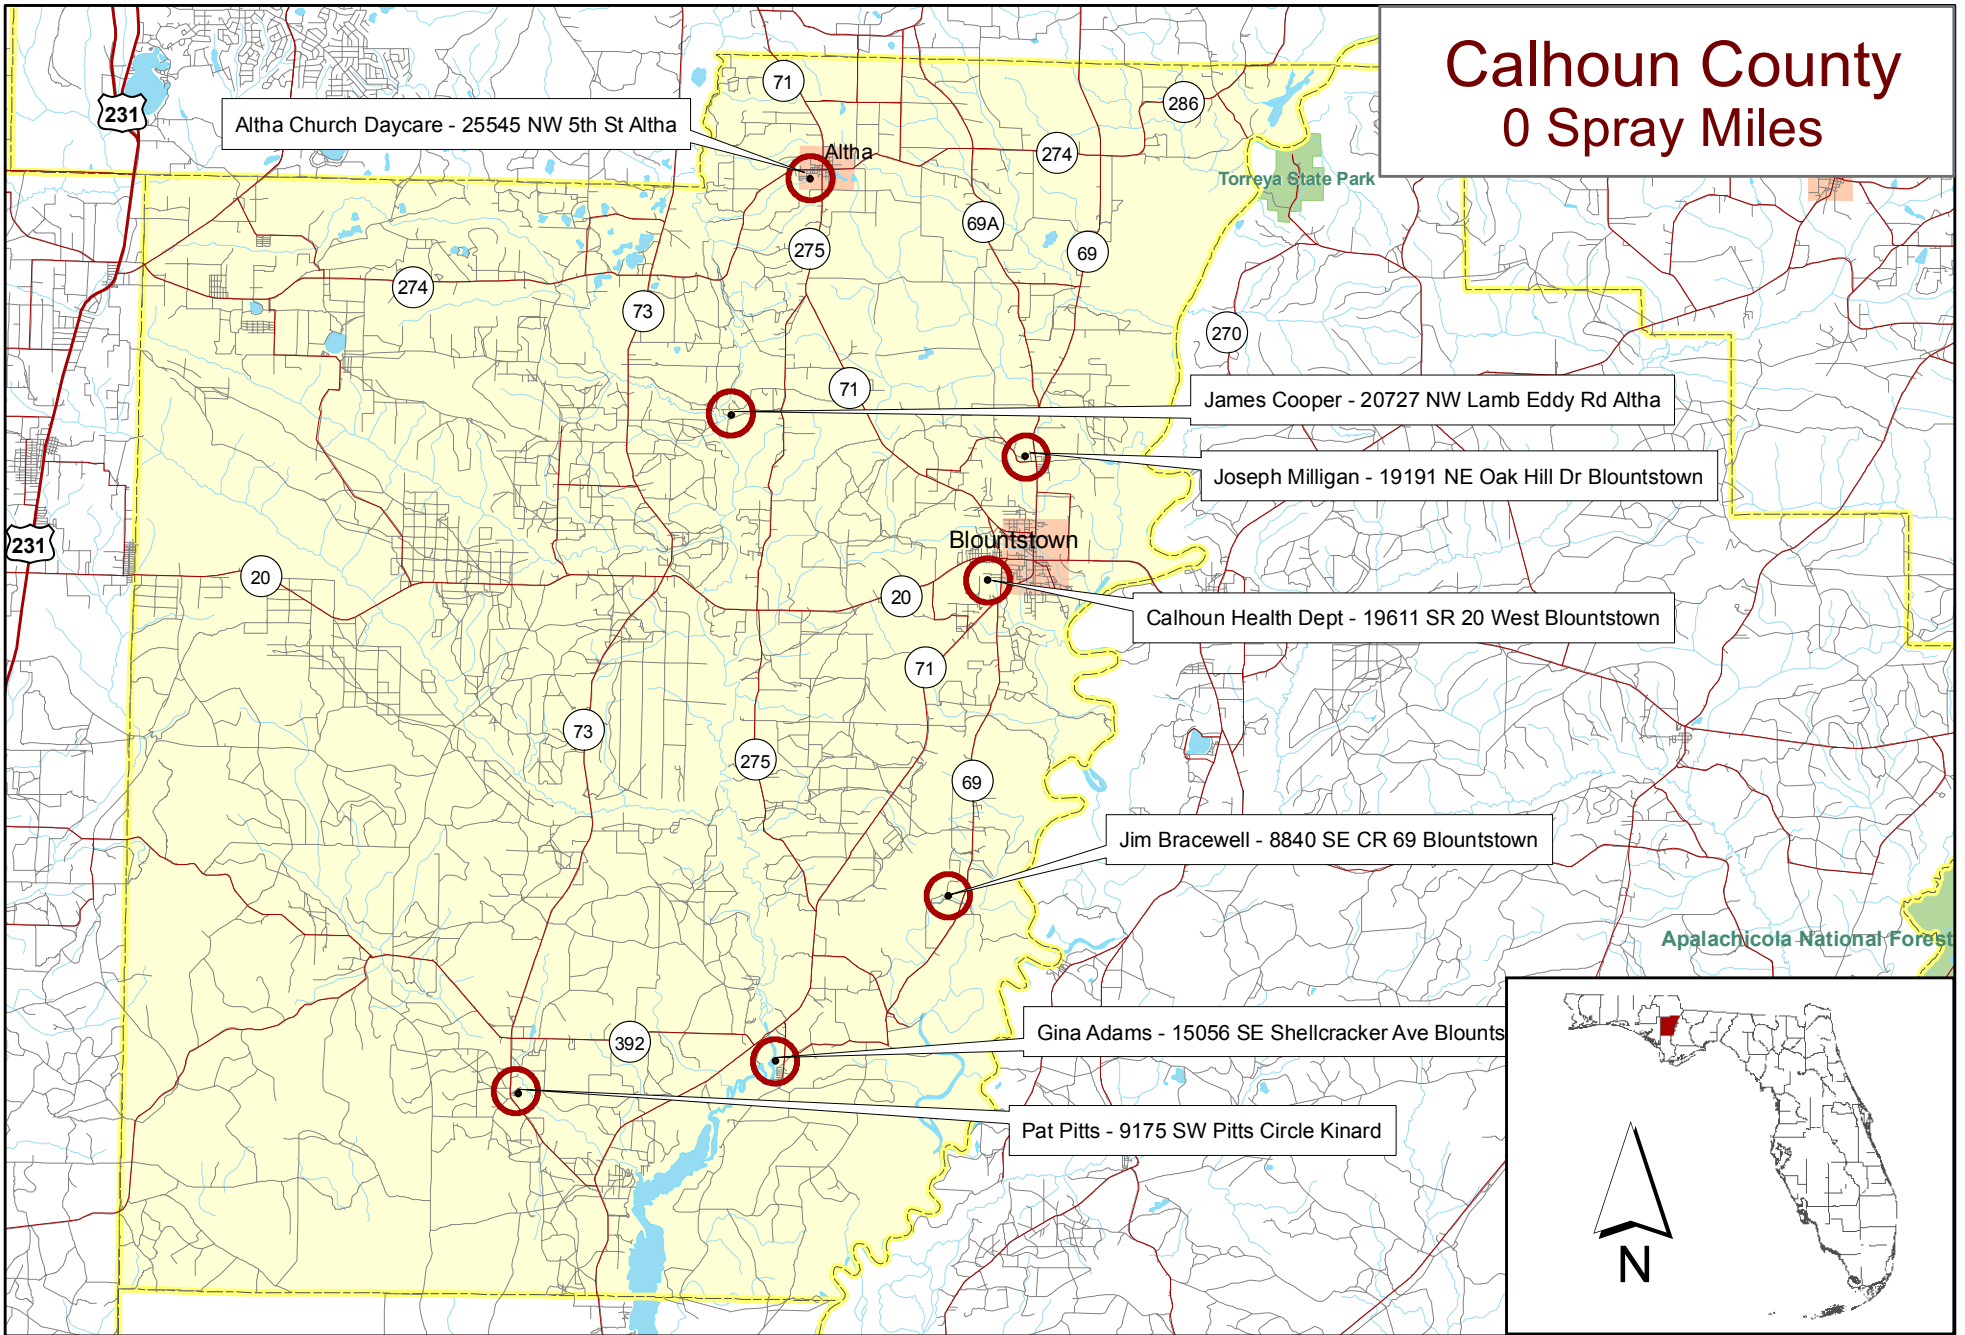 Calhoun County
0 Spray Miles
231
71
286
Altha Church Daycare - 25545 NW 5th St Altha
Altha
274
Torreya State Park
69A
275
69
274
73
270
71
James Cooper - 20727 NW Lamb Eddy Rd Altha
Joseph Milligan - 19191 NE Oak Hill Dr Blountstown
231
Blountstown
20
20
Calhoun Health Dept - 19611 SR 20 West Blountstown
71
73
275
69
Jim Bracewell - 8840 SE CR 69 Blountstown
Apalachicola National Forest
Gina Adams - 15056 SE Shellcracker Ave Blounts
392
Pat Pitts - 9175 SW Pitts Circle Kinard
N